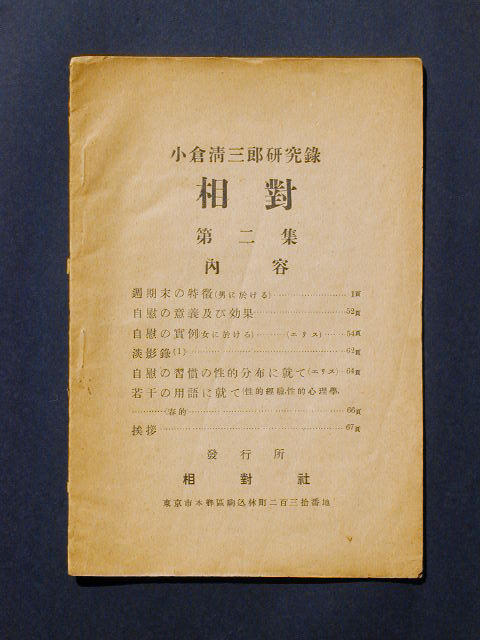 小倉清三郎研究錄
相對
第二集
內容
週期末の特徵(男に於ける)…………………1頁
自慰の意義及び効果……………………52頁
自慰の實例(女に於ける)………(エリス)……54頁
淡影錄(1)………………………………62頁
自慰の習慣の性的分布に就て(エリス)…64頁
若干の用語に就て(性的經驗,性的心理學,
…………(春的………………………………66頁
挨拶……………………………………67頁
發行所
相對社
東京市本鄕區駒込林町二百三拾番地